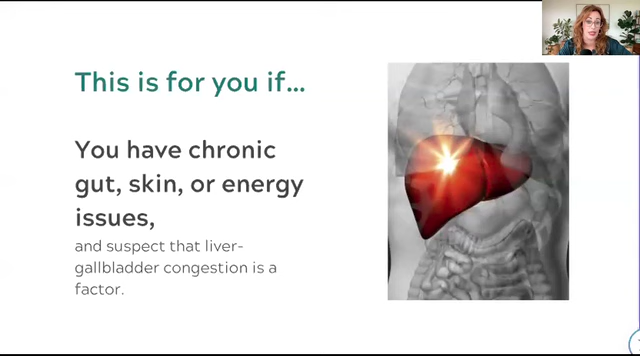 This is for you if...
You have chronic
gut, skin, or energy
issues,
and suspect that liver-
gallbladder congestion is a
factor.